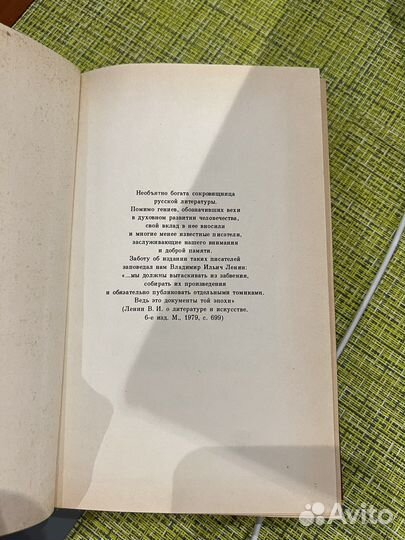 Необъятно богата сокровищница
русской литературы.
Помимо гениев, обозначивших вехи
в духовном развитии человечества,
свой вклад в нее вносили
и многие менее известные писатели,
заслуживающие вашего внимания
и доброй памяти.
Заботу об издании таких писателей
заповедал нам Владимир Ильич Ленин:
«...мы должны вытаскивать из забвения,
собирать их произведения
и обязательно публиковать отдельными томиками.
Ведь это документы той эпохи»
(Ленин В. И. о литературе и искусстве.
6-е изд. М., 1979, с. 699)
Avito